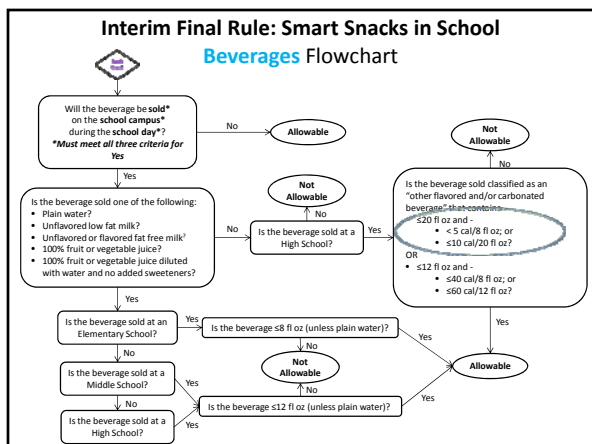 Interim Final Rule: Smart Snacks in School
Beverages Flowchart
Will the beverage be sold*
on the school campus*
during the school day*?
*Must meet all three criteria for
Yes
No
Allowable
Not
Allowable
No
Yes
Is the beverage sold one of the following:
• Plain water?
• Unflavored low fat milk?
• Unflavored or flavored fat free milk?
• 100% fruit or vegetable juice?
• 100% fruit or vegetable juice diluted
with water and no added sweeteners?
No
Not
Allowable
No
Is the beverage sold at a
High School?
Yes
Is the beverage sold classified as an
"other flavored and/or carbonated
beverage" that contains
≤20 fl oz and -
• < 5 cal/8 fl oz; or
• ≤10 cal/20 fl oz?
OR
• ≤12 fl oz and -
• ≤40 cal/8 fl oz; or
• ≤60 cal/12 fl oz?
Yes
Is the beverage sold at an
Elementary School?
Yes
Is the beverage ≤8 fl oz (unless plain water)?
Yes
Yes
No
No
Not
Allowable
Allowable
Is the beverage sold at a
Middle School?
Yes
No
No
Is the beverage sold at a
High School?
Yes
Is the beverage ≤12 fl oz (unless plain water)?
Yes